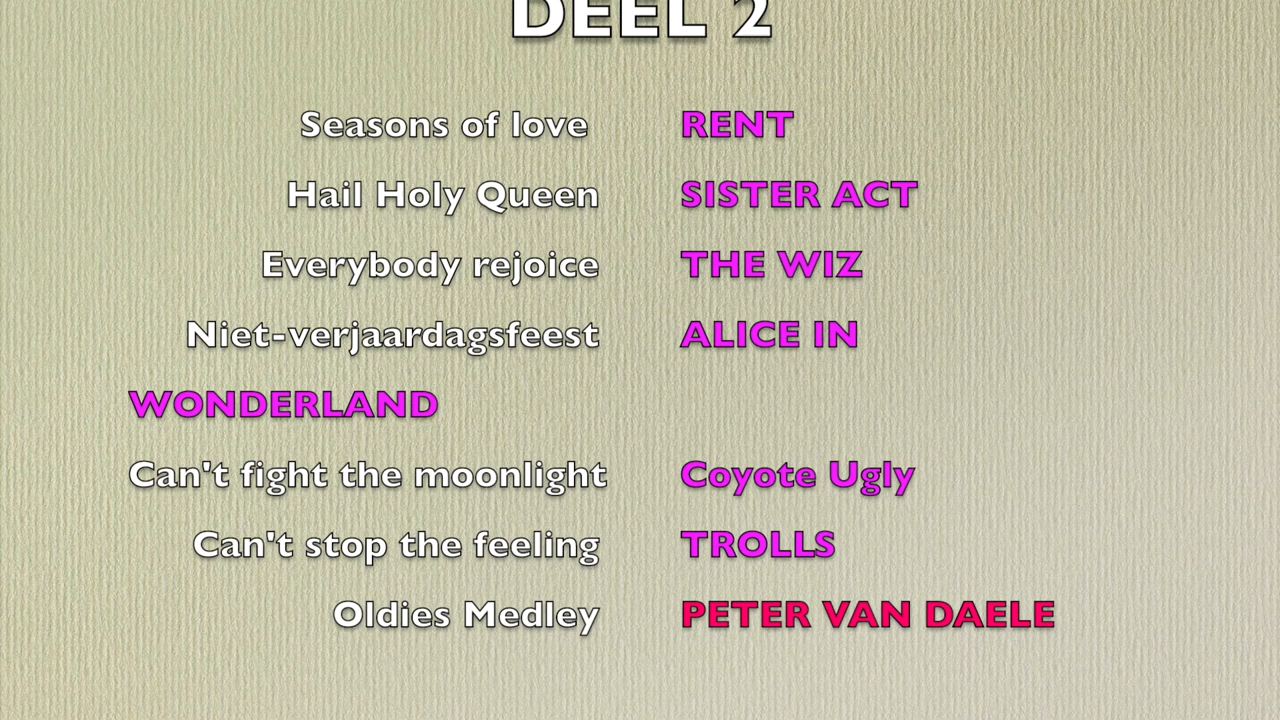 DEEL 2
Seasons of love RENT
Hail Holy Queen SISTER ACT
Everybody rejoice THE WIZ
Niet-verjaardagsfeest ALICE IN
WONDERLAND
Can't fight the moonlight Coyote Ugly
Can't stop the feeling TROLLS
Oldies Medley PETER VAN DAELE